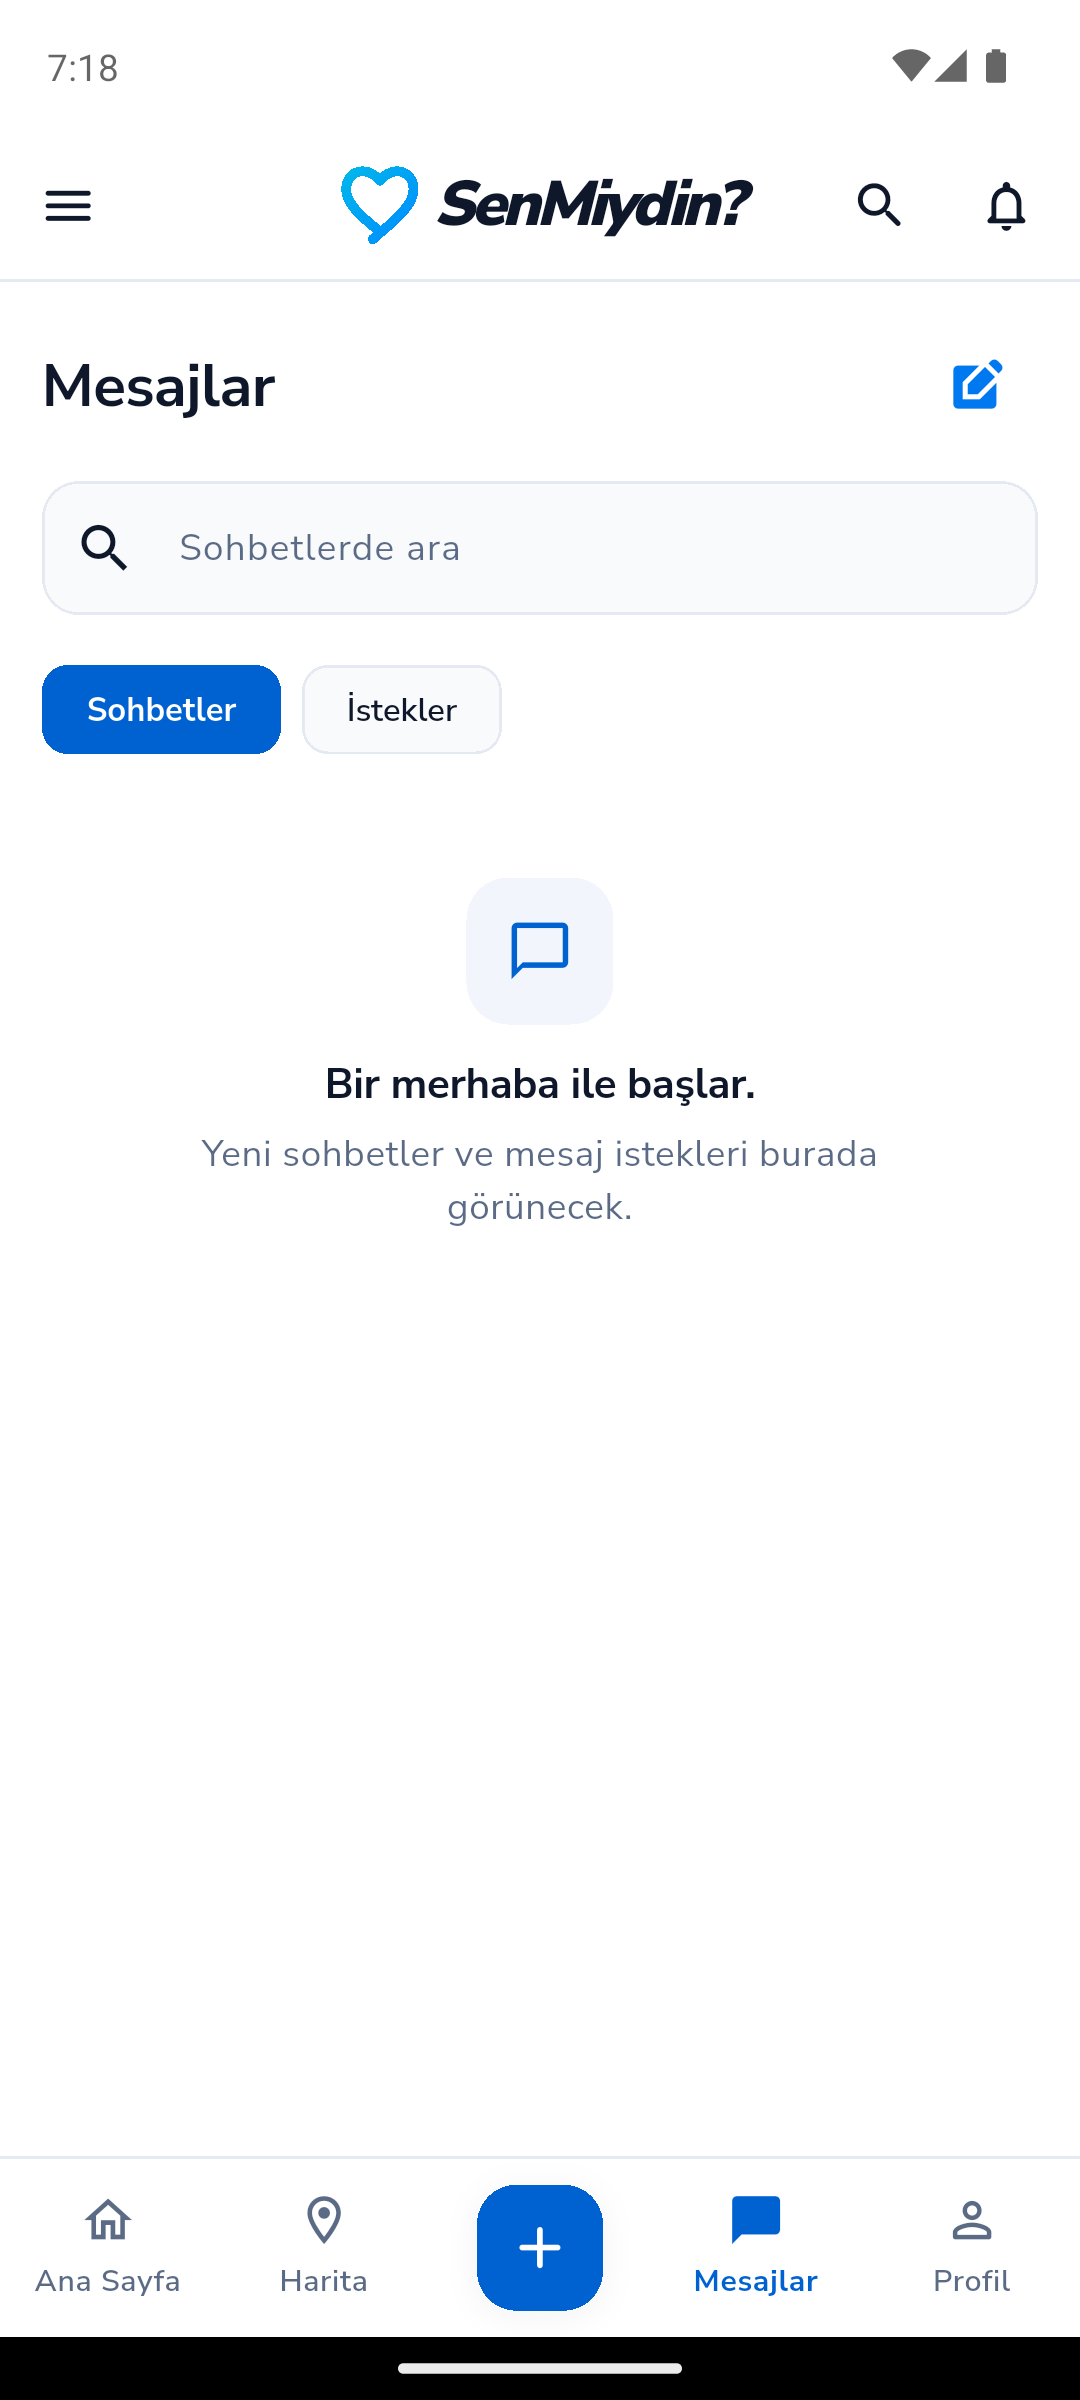 7:18
SenMiydin?
Mesajlar
Sohbetlerde ara
Sohbetler
İstekler
Bir merhaba ile başlar.
Yeni sohbetler ve mesaj istekleri burada
görünecek.
Ana Sayfa
Harita
Mesajlar
Profil